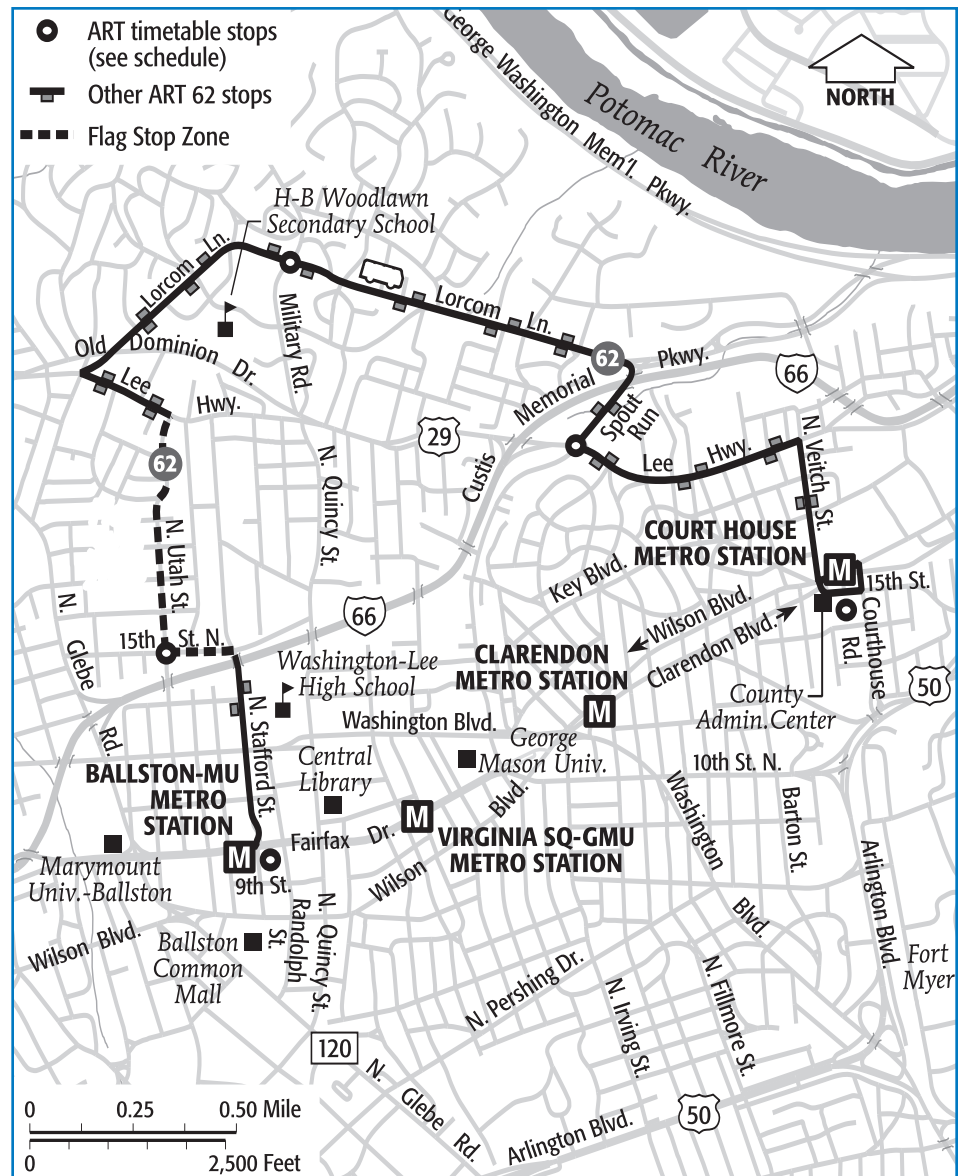 ART timetable stops
(see schedule)
Other ART 62 stops
Flag Stop Zone
George Washington Mem'l. Pkwy.
Potomac River
NORTH
H-B Woodlawn
Secondary School
Lorcom Ln.
Military Rd.
Lorcom Ln.
Old Dominion Dr.
Lee Hwy.
62
Memorial
Pkwy.
66
Spout
Run
29
Custis
Lee Hwy.
N. Veitch St.
62
N. Quincy St.
COURT HOUSE
METRO STATION
M
15th St.
Courthouse
Rd.
Key Blvd.
N. Utah St.
Wilson Blvd.
Clarendon Blvd.
N.
Glebe
Rd.
66
15th St. N.
Washington-Lee
High School
CLARENDON
METRO STATION
M
County
Admin.Center
50
N. Stafford St.
Washington Blvd.
George
Mason Univ.
10th St. N.
BALLSTON-MU
METRO
STATION
M
Central
Library
Fairfax Dr.
M
VIRGINIA SQ-GMU
METRO STATION
Wilson Blvd.
Washington
Blvd.
Barton St.
Arlington Blvd.
Marymount
Univ.-Ballston
9th St.
Randolph
St.
N. Quincy St.
Wilson Blvd.
Ballston
Common
Mall
Fort
Myer
N. Pershing Dr.
N. Irving St.
N. Fillmore St.
120
N. Glebe Rd.
Arlington Blvd.
50
0 0.25 0.50 Mile
0 2,500 Feet